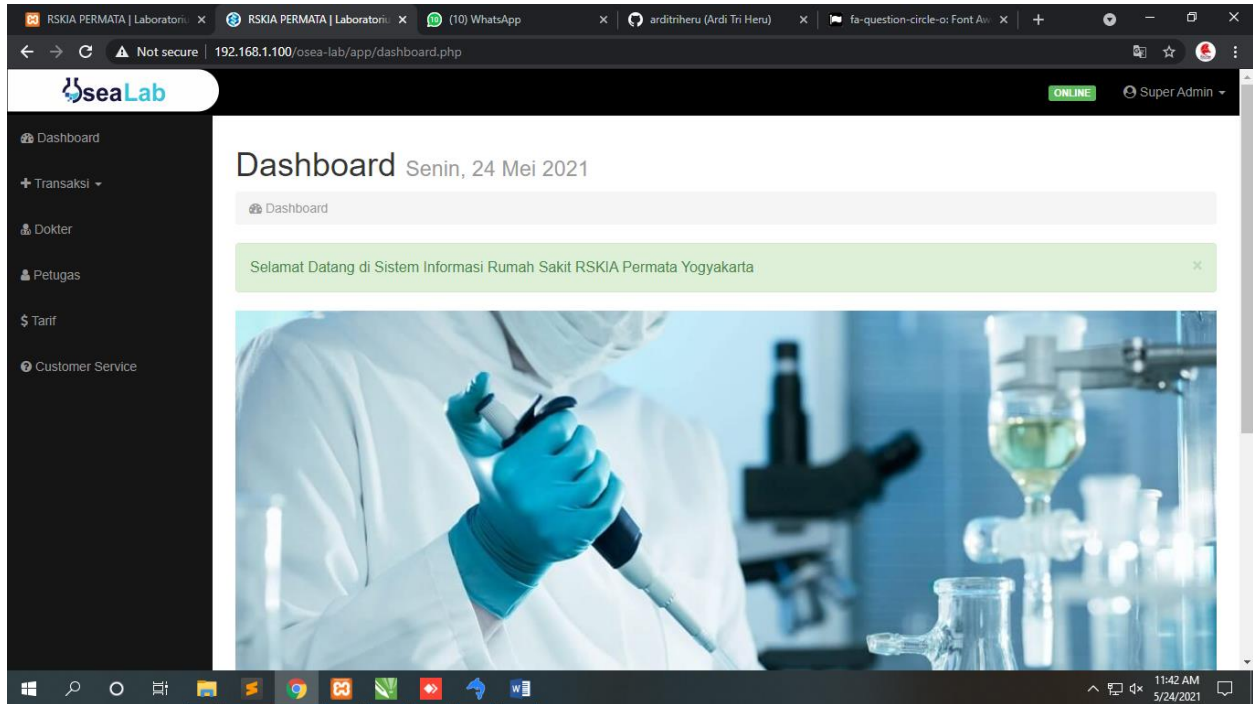 RSKIA PERMATA | Laboratoriu
RSKIA PERMATA | Laboratoriu
(10) WhatsApp
arditriheru (Ardi Tri Heru)
fa-question-circle-o: Font Aw
Not secure
192.168.1.100/osea-lab/app/dashboard.php
OseaLab
ONLINE
Super Admin
Dashboard
Transaksi
Dokter
Petugas
$ Tarif
Customer Service
Dashboard Senin, 24 Mei 2021
Dashboard
Selamat Datang di Sistem Informasi Rumah Sakit RSKIA Permata Yogyakarta
×
11:42 AM
5/24/2021